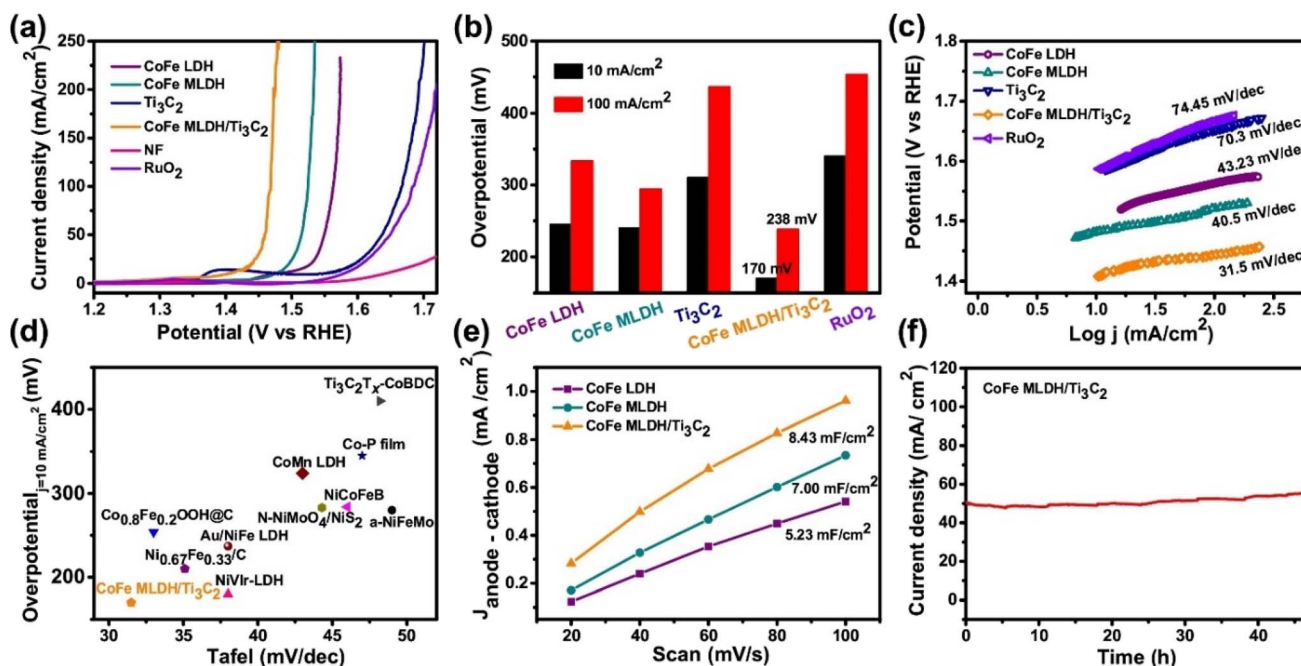 (a)
Current density (mA/cm²)
250
200
150
100
50
0
CoFe LDH
CoFe MLDH
Ti₃C₂
CoFe MLDH/Ti₃C₂
NF
RuO₂
1.2 1.3 1.4 1.5 1.6 1.7
Potential (V vs RHE)
(b)
Overpotential (mV)
500
400
300
200
10 mA/cm²
100 mA/cm²
238 mV
170 mV
CoFe LDH
CoFe MLDH
Ti₃C₂
CoFe MLDH/Ti₃C₂
RuO₂
(c)
Potential (V vs RHE)
1.8
1.7
1.6
1.5
1.4
CoFe LDH
CoFe MLDH
Ti₃C₂
CoFe MLDH/Ti₃C₂
RuO₂
74.45 mV/dec
70.3 mV/dec
43.23 mV/dec
40.5 mV/dec
31.5 mV/dec
0.0 0.5 1.0 1.5 2.0 2.5
Log j (mA/cm²)
(d)
Overpotential j=10 mA/cm² (mV)
400
300
200
Ti₃C₂Tₓ-CoBDC
Co-P film
CoMn LDH
NiCoFeB
N-NiMoO₄/NiS₂
a-NiFeMo
Co₀.₈Fe₀.₂OOH@C
Au/NiFe LDH
Ni₀.₆₇Fe₀.₃₃/C
CoFe MLDH/Ti₃C₂
NiVIr-LDH
30 35 40 45 50
Tafel (mV/dec)
(e)
J anode - cathode (mA /cm²)
1.0
0.8
0.6
0.4
0.2
CoFe LDH
CoFe MLDH
CoFe MLDH/Ti₃C₂
8.43 mF/cm²
7.00 mF/cm²
5.23 mF/cm²
20 40 60 80 100
Scan (mV/s)
(f)
Current density (mA/ cm²)
120
100
80
60
40
20
0
CoFe MLDH/Ti₃C₂
0 10 20 30 40
Time (h)